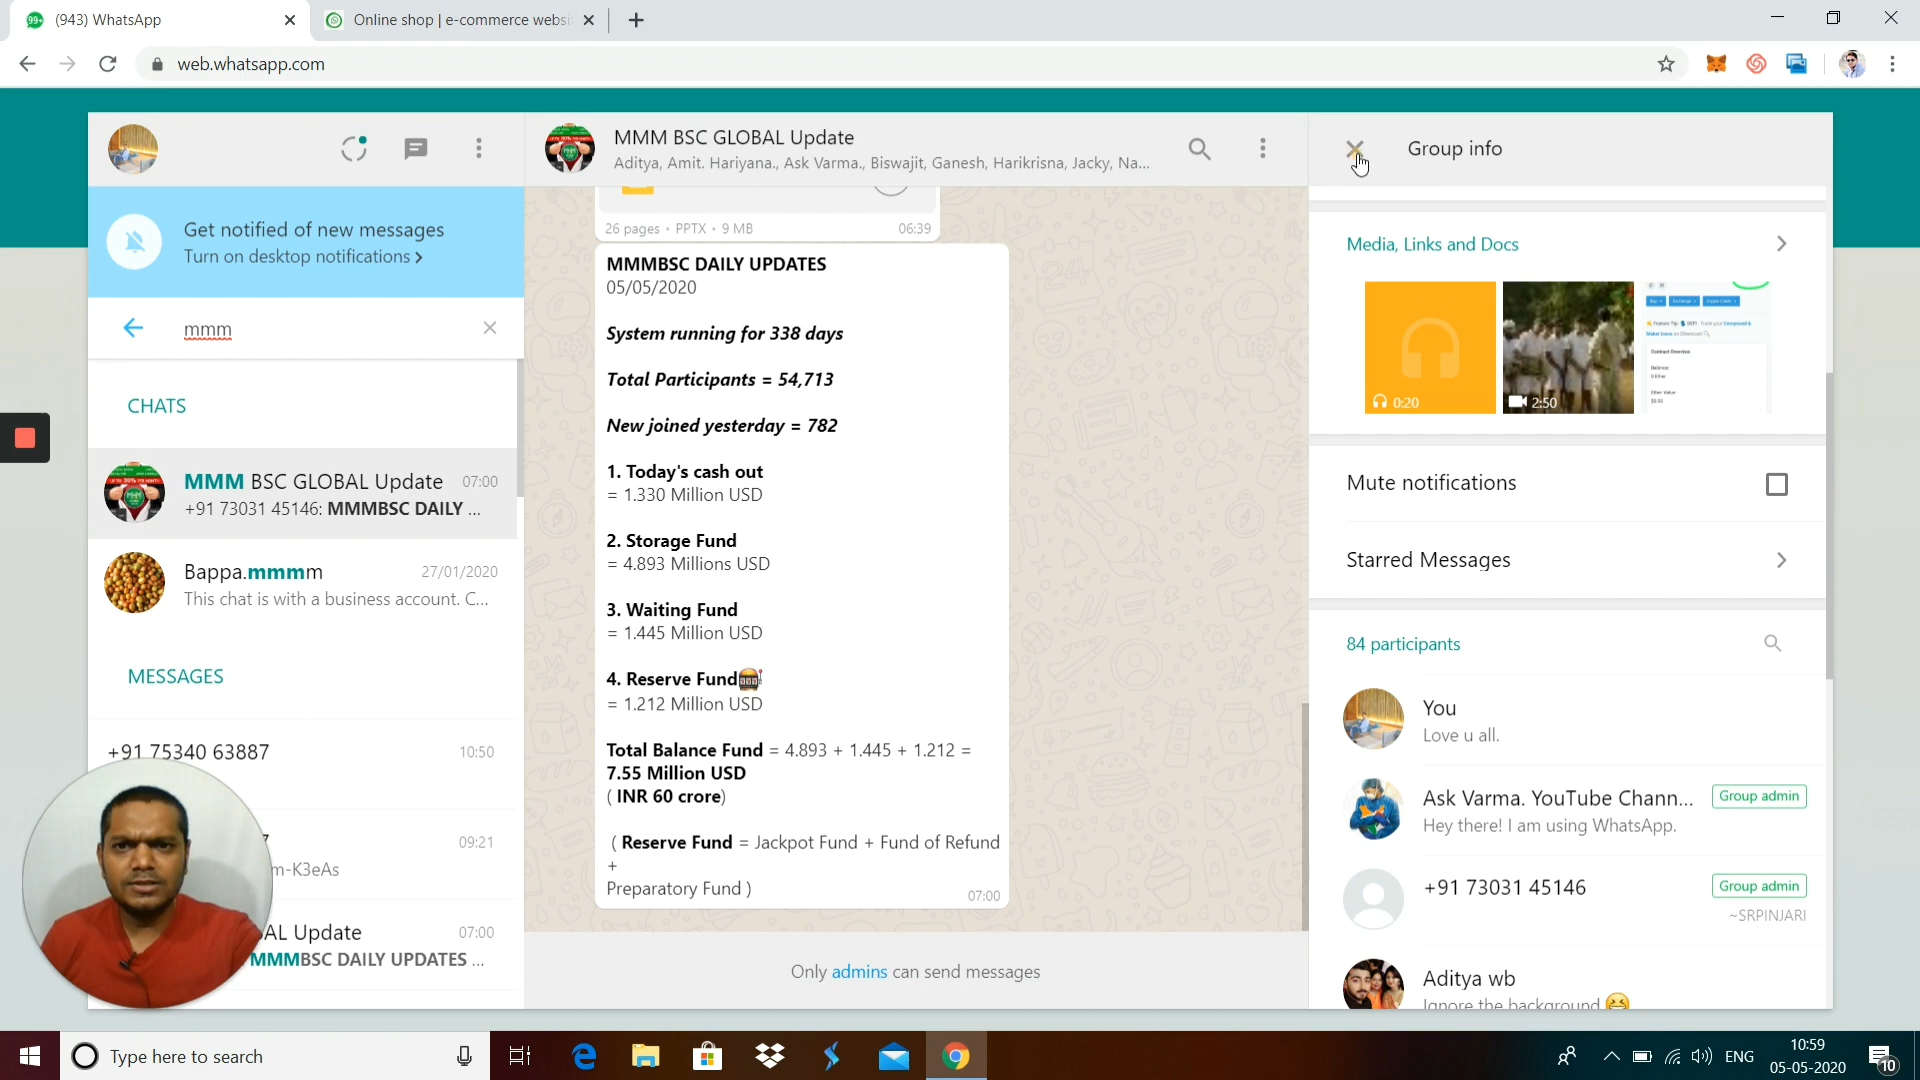 (943) WhatsApp
Online shop | e-commerce websi
web.whatsapp.com
MMM BSC GLOBAL Update
Aditya, Amit. Hariyana., Ask Varma., Biswajit, Ganesh, Harikrisna, Jacky, Na...
Group info
Get notified of new messages
Turn on desktop notifications >
mmm
CHATS
MMM BSC GLOBAL Update 07:00
+91 73031 45146: MMMBSC DAILY ...
Bappa.mmmm 27/01/2020
This chat is with a business account. C...
MESSAGES
+91 75340 63887 10:50
09:21
m-K3eAs
AL Update 07:00
MMMBSC DAILY UPDATES ...
26 pages • PPTX • 9 MB 06:39
MMMBSC DAILY UPDATES
05/05/2020
System running for 338 days
Total Participants = 54,713
New joined yesterday = 782
1. Today's cash out
= 1.330 Million USD
2. Storage Fund
= 4.893 Millions USD
3. Waiting Fund
= 1.445 Million USD
4. Reserve Fund🎰
= 1.212 Million USD
Total Balance Fund = 4.893 + 1.445 + 1.212 =
7.55 Million USD
( INR 60 crore)
( Reserve Fund = Jackpot Fund + Fund of Refund
+
Preparatory Fund )
07:00
Only admins can send messages
Media, Links and Docs
0:20
2:50
Mute notifications
Starred Messages
84 participants
You
Love u all.
Ask Varma. YouTube Chann... Group admin
Hey there! I am using WhatsApp.
+91 73031 45146 Group admin
~SRPINJARI
Aditya wb
Ignore the background 😆
Type here to search
ENG
10:59
05-05-2020
10